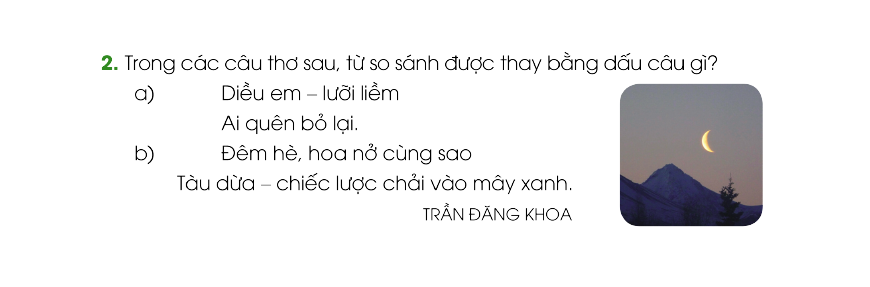 2. Trong các câu thơ sau, từ so sánh được thay bằng dấu câu gì?
a) Diều em – lưỡi liềm
Ai quên bỏ lại.
b) Đêm hè, hoa nở cùng sao
Tàu dừa – chiếc lược chải vào mây xanh.
TRẦN ĐĂNG KHOA